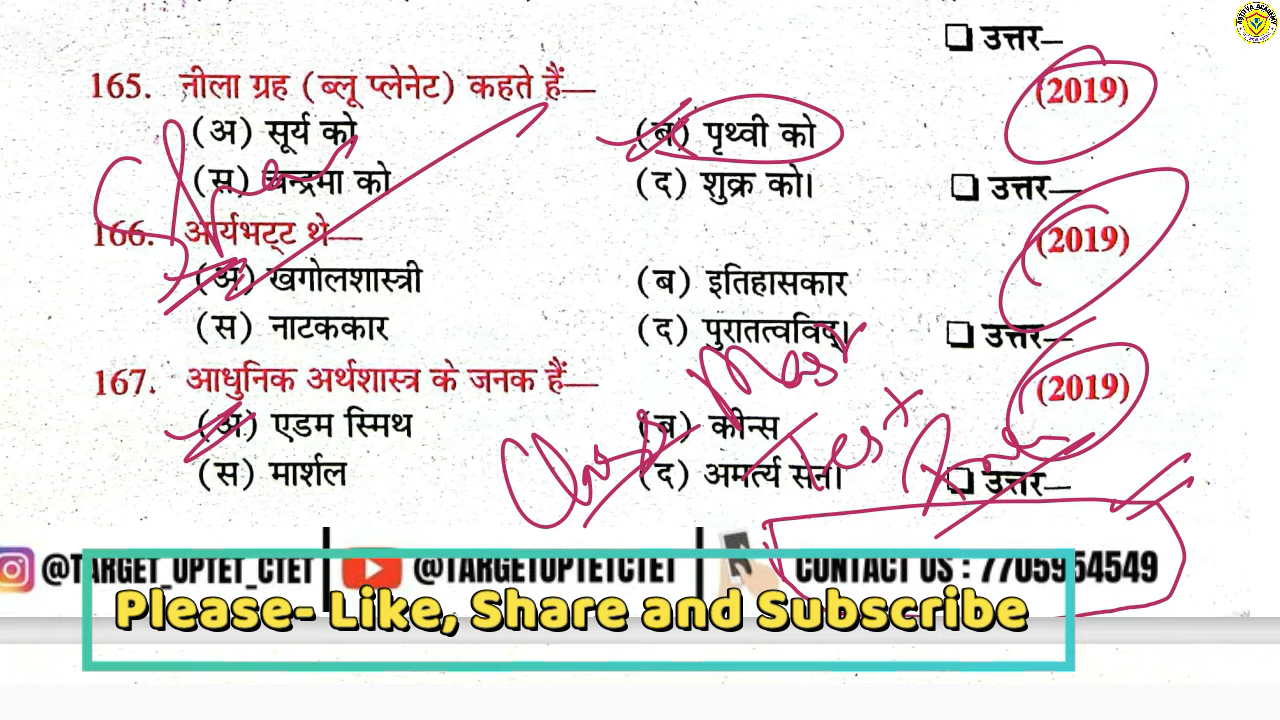 उत्तर—
165. नीला ग्रह (ब्लू प्लेनेट) कहते हैं— (2019)
(अ) सूर्य को (ब) पृथ्वी को
(स) चन्द्रमा को (द) शुक्र को। उत्तर—
166. आर्यभट्ट थे— (2019)
(अ) खगोलशास्त्री (ब) इतिहासकार
(स) नाटककार (द) पुरातत्वविद्। उत्तर—
167. आधुनिक अर्थशास्त्र के जनक हैं— (2019)
(अ) एडम स्मिथ (ब) कीन्स
(स) मार्शल (द) अमर्त्य सेन। उत्तर—
Class Test
@TARGET_UPTET_CTET @TARGETUPTETCTET CONTACT US : 7705954549
Please- Like, Share and Subscribe